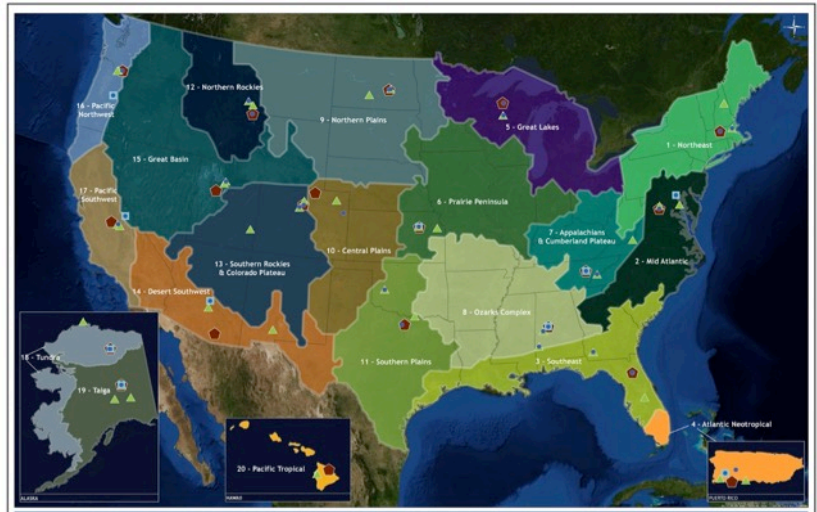 12 - Northern Rockies
16 - Pacific
Northwest
9 - Northern Plains
5 - Great Lakes
1 - Northeast
15 - Great Basin
17 - Pacific
Southwest
6 - Prairie Peninsula
7 - Appalachians
& Cumberland Plateau
10 - Central Plains
13 - Southern Rockies
& Colorado Plateau
2 - Mid Atlantic
14 - Desert Southwest
8 - Ozarks Complex
18 - Tundra
11 - Southern Plains
3 - Southeast
19 - Taiga
4 - Atlantic Neotropical
20 - Pacific Tropical
ALASKA
HAWAII
PUERTO RICO